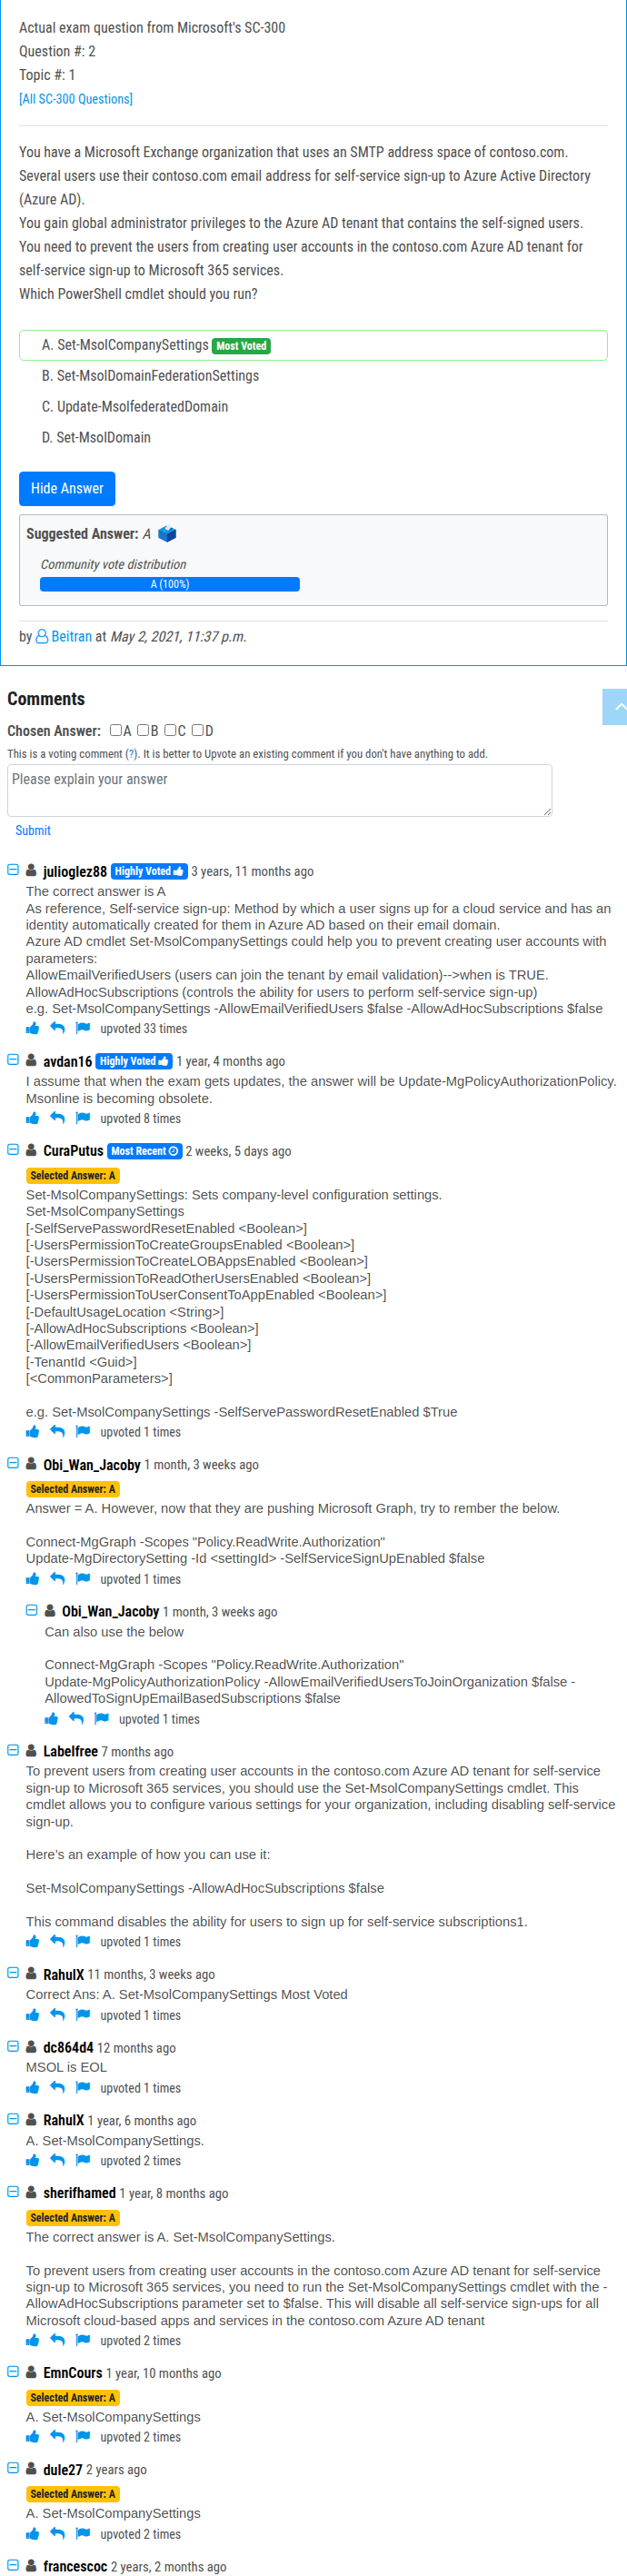 Actual exam question from Microsoft's SC-300
Question #: 2
Topic #: 1
[All SC-300 Questions]
You have a Microsoft Exchange organization that uses an SMTP address space of contoso.com.
Several users use their contoso.com email address for self-service sign-up to Azure Active Directory
(Azure AD).
You gain global administrator privileges to the Azure AD tenant that contains the self-signed users.
You need to prevent the users from creating user accounts in the contoso.com Azure AD tenant for
self-service sign-up to Microsoft 365 services.
Which PowerShell cmdlet should you run?
A. Set-MsolCompanySettings Most Voted
B. Set-MsolDomainFederationSettings
C. Update-MsolfederatedDomain
D. Set-MsolDomain
Hide Answer
Suggested Answer: A
Community vote distribution
A (100%)
by Beitran at May 2, 2021, 11:37 p.m.
Comments
Chosen Answer: A B C D
This is a voting comment (?). It is better to Upvote an existing comment if you don't have anything to add.
Please explain your answer
Submit
julioglez88 Highly Voted 3 years, 11 months ago
The correct answer is A
As reference, Self-service sign-up: Method by which a user signs up for a cloud service and has an
identity automatically created for them in Azure AD based on their email domain.
Azure AD cmdlet Set-MsolCompanySettings could help you to prevent creating user accounts with
parameters:
AllowEmailVerifiedUsers (users can join the tenant by email validation)-->when is TRUE.
AllowAdHocSubscriptions (controls the ability for users to perform self-service sign-up)
e.g. Set-MsolCompanySettings -AllowEmailVerifiedUsers $false -AllowAdHocSubscriptions $false
upvoted 33 times
avdan16 Highly Voted 1 year, 4 months ago
I assume that when the exam gets updates, the answer will be Update-MgPolicyAuthorizationPolicy.
Msonline is becoming obsolete.
upvoted 8 times
CuraPutus Most Recent 2 weeks, 5 days ago
Selected Answer: A
Set-MsolCompanySettings: Sets company-level configuration settings.
Set-MsolCompanySettings
[-SelfServePasswordResetEnabled <Boolean>]
[-UsersPermissionToCreateGroupsEnabled <Boolean>]
[-UsersPermissionToCreateLOBAppsEnabled <Boolean>]
[-UsersPermissionToReadOtherUsersEnabled <Boolean>]
[-UsersPermissionToUserConsentToAppEnabled <Boolean>]
[-DefaultUsageLocation <String>]
[-AllowAdHocSubscriptions <Boolean>]
[-AllowEmailVerifiedUsers <Boolean>]
[-TenantId <Guid>]
[<CommonParameters>]
e.g. Set-MsolCompanySettings -SelfServePasswordResetEnabled $True
upvoted 1 times
Obi_Wan_Jacoby 1 month, 3 weeks ago
Selected Answer: A
Answer = A. However, now that they are pushing Microsoft Graph, try to rember the below.
Connect-MgGraph -Scopes "Policy.ReadWrite.Authorization"
Update-MgDirectorySetting -Id <settingId> -SelfServiceSignUpEnabled $false
upvoted 1 times
Obi_Wan_Jacoby 1 month, 3 weeks ago
Can also use the below
Connect-MgGraph -Scopes "Policy.ReadWrite.Authorization"
Update-MgPolicyAuthorizationPolicy -AllowEmailVerifiedUsersToJoinOrganization $false -
AllowedToSignUpEmailBasedSubscriptions $false
upvoted 1 times
Labelfree 7 months ago
To prevent users from creating user accounts in the contoso.com Azure AD tenant for self-service
sign-up to Microsoft 365 services, you should use the Set-MsolCompanySettings cmdlet. This
cmdlet allows you to configure various settings for your organization, including disabling self-service
sign-up.
Here's an example of how you can use it:
Set-MsolCompanySettings -AllowAdHocSubscriptions $false
This command disables the ability for users to sign up for self-service subscriptions1.
upvoted 1 times
RahulX 11 months, 3 weeks ago
Correct Ans: A. Set-MsolCompanySettings Most Voted
upvoted 1 times
dc864d4 12 months ago
MSOL is EOL
upvoted 1 times
RahulX 1 year, 6 months ago
A. Set-MsolCompanySettings.
upvoted 2 times
sherifhamed 1 year, 8 months ago
Selected Answer: A
The correct answer is A. Set-MsolCompanySettings.
To prevent users from creating user accounts in the contoso.com Azure AD tenant for self-service
sign-up to Microsoft 365 services, you need to run the Set-MsolCompanySettings cmdlet with the -
AllowAdHocSubscriptions parameter set to $false. This will disable all self-service sign-ups for all
Microsoft cloud-based apps and services in the contoso.com Azure AD tenant
upvoted 2 times
EmnCours 1 year, 10 months ago
Selected Answer: A
A. Set-MsolCompanySettings
upvoted 2 times
dule27 2 years ago
Selected Answer: A
A. Set-MsolCompanySettings
upvoted 2 times
francescoc 2 years, 2 months ago